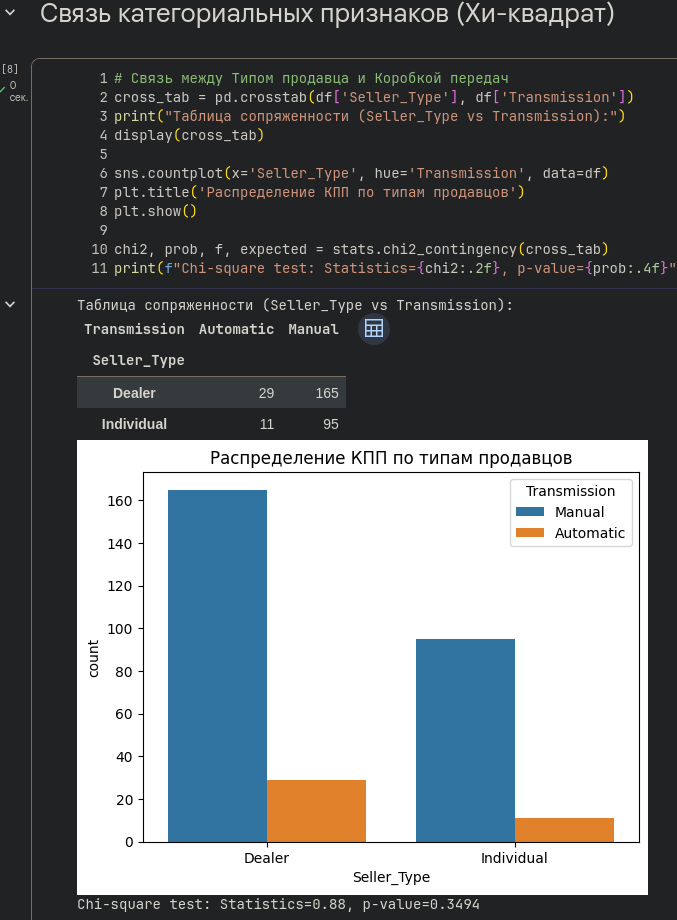 Связь категориальных признаков (Хи-квадрат)
[8]
0
сек.
1 # Связь между Типом продавца и Коробкой передач
2 cross_tab = pd.crosstab(df['Seller_Type'], df['Transmission'])
3 print("Таблица сопряженности (Seller_Type vs Transmission):")
4 display(cross_tab)
5
6 sns.countplot(x='Seller_Type', hue='Transmission', data=df)
7 plt.title('Распределение КПП по типам продавцов')
8 plt.show()
9
10 chi2, prob, f, expected = stats.chi2_contingency(cross_tab)
11 print(f"Chi-square test: Statistics={chi2:.2f}, p-value={prob:.4f}"
Таблица сопряженности (Seller_Type vs Transmission):
Transmission Automatic Manual
Seller_Type
Dealer 29 165
Individual 11 95
Распределение КПП по типам продавцов
Transmission
Manual
Automatic
160
140
120
100
80
60
40
20
0
count
Dealer Individual
Seller_Type
Chi-square test: Statistics=0.88, p-value=0.3494